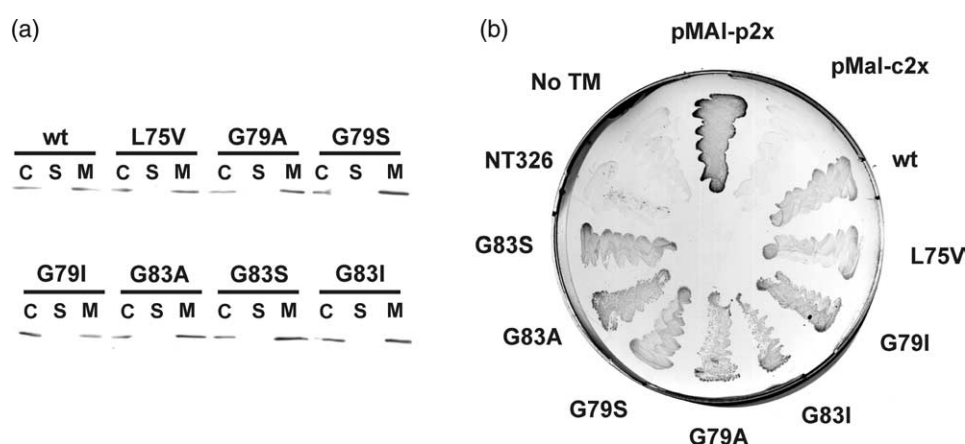 (a)
wt L75V G79A G79S
C S M C S M C S M C S M
G79I G83A G83S G83I
C S M C S M C S M C S M
(b)
pMAl-p2x
pMal-c2x
No TM
NT326
wt
G83S
L75V
G83A
G79I
G79S
G83I
G79A